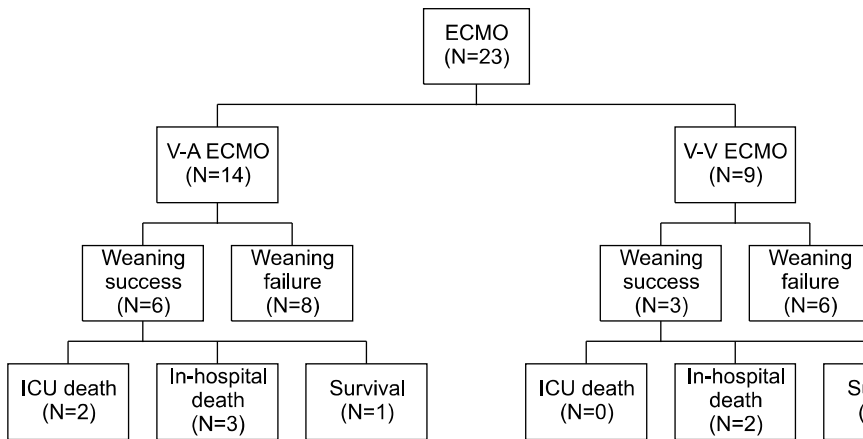 ECMO
(N=23)
V-A ECMO
(N=14)
V-V ECMO
(N=9)
Weaning
success
(N=6)
Weaning
failure
(N=8)
Weaning
success
(N=3)
Weaning
failure
(N=6)
ICU death
(N=2)
In-hospital
death
(N=3)
Survival
(N=1)
ICU death
(N=0)
In-hospital
death
(N=2)